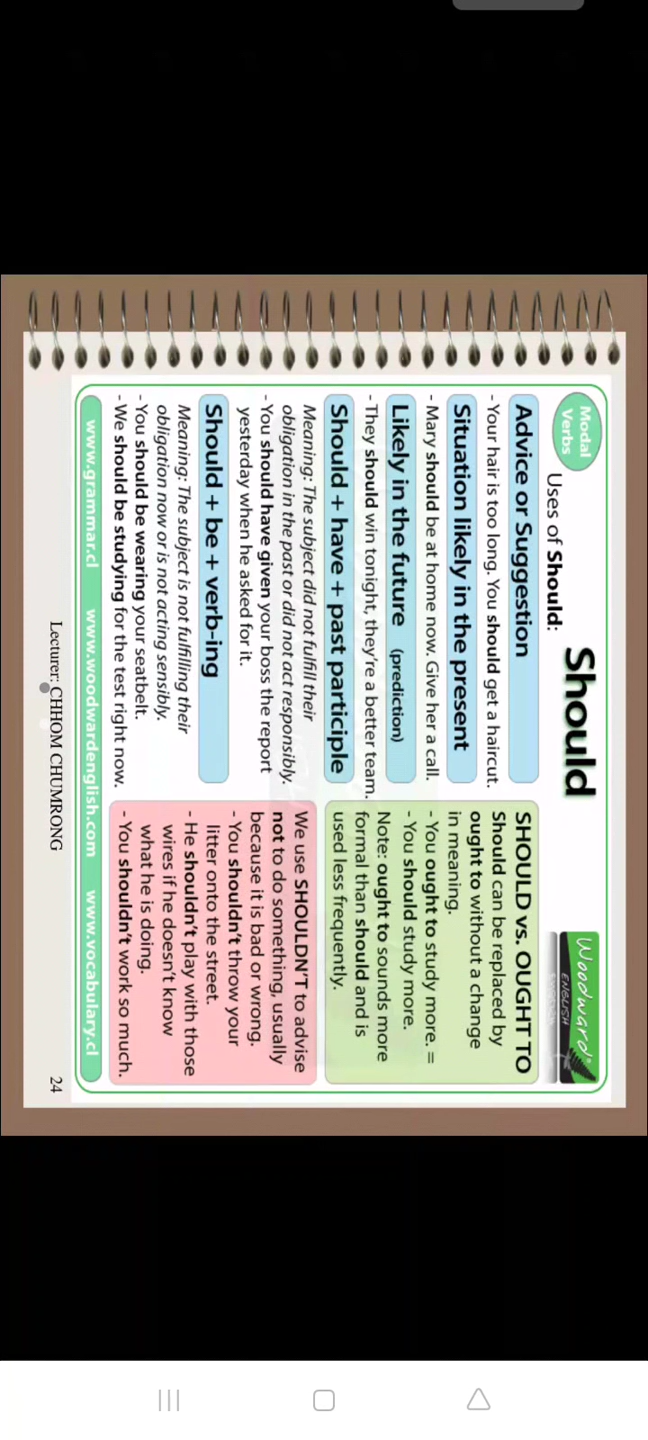 Modal
Verbs
Should
Woodward®
ENGLISH
Uses of Should:
Advice or Suggestion
- Your hair is too long. You should get a haircut.
Situation likely in the present
- Mary should be at home now. Give her a call.
Likely in the future (prediction)
- They should win tonight, they're a better team.
Should + have + past participle
Meaning: The subject did not fulfill their
obligation in the past or did not act responsibly.
- You should have given your boss the report
yesterday when he asked for it.
Should + be + verb-ing
Meaning: The subject is not fulfilling their
obligation now or is not acting sensibly.
- You should be wearing your seatbelt.
- We should be studying for the test right now.
SHOULD vs. OUGHT TO
Should can be replaced by
ought to without a change
in meaning.
- You ought to study more. =
- You should study more.
Note: ought to sounds more
formal than should and is
used less frequently.
We use SHOULDN'T to advise
not to do something, usually
because it is bad or wrong.
- You shouldn't throw your
litter onto the street.
- He shouldn't play with those
wires if he doesn't know
what he is doing.
- You shouldn't work so much.
www.grammar.cl www.woodwardenglish.com www.vocabulary.cl
Lecturer: CHHOM CHUMRONG 24